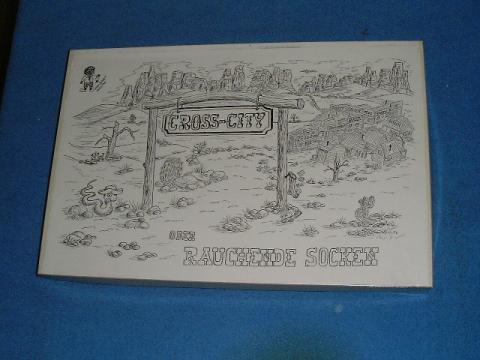 CROSS-CITY
ODER
RAUCHENDE SOCKEN